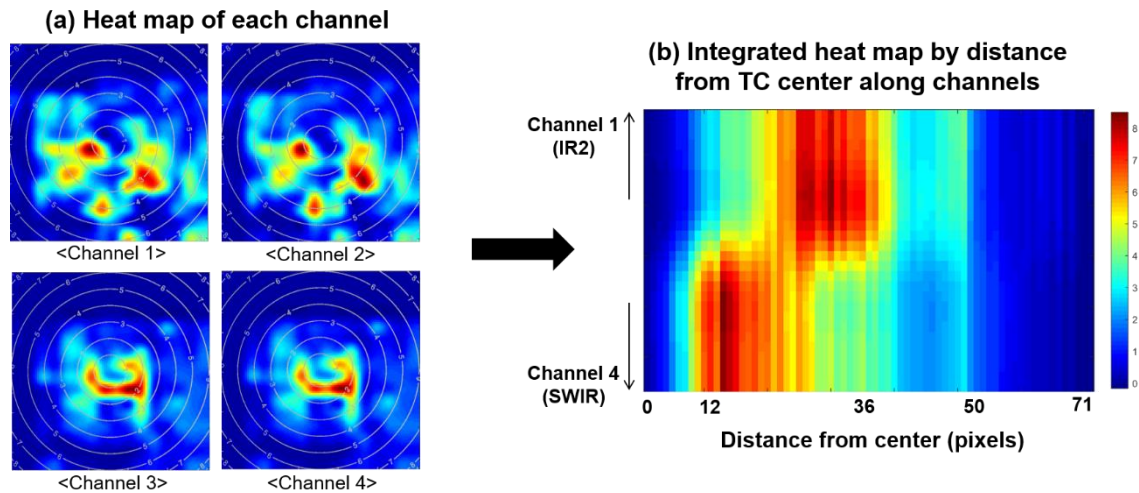 (a) Heat map of each channel
<Channel 1>
<Channel 2>
<Channel 3>
<Channel 4>
(b) Integrated heat map by distance
from TC center along channels
Channel 1
(IR2)
Channel 4
(SWIR)
0 12 36 50 71
Distance from center (pixels)
8
7
6
5
4
3
2
1
0